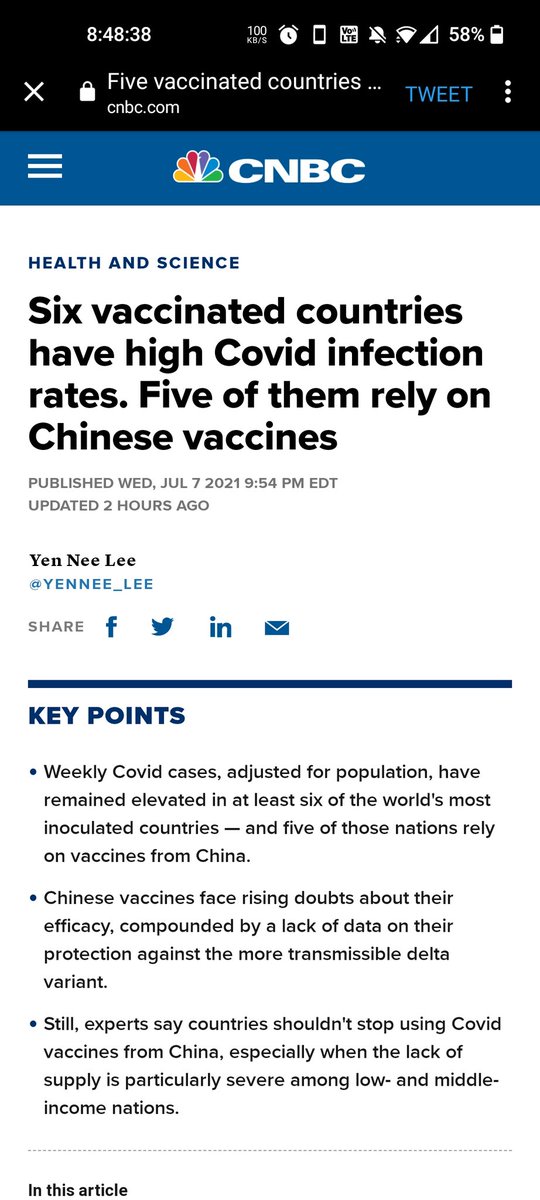 8:48:38 100 KB/S Vo LTE 58%
Five vaccinated countries ...
cnbc.com
TWEET
CNBC
HEALTH AND SCIENCE
Six vaccinated countries
have high Covid infection
rates. Five of them rely on
Chinese vaccines
PUBLISHED WED, JUL 7 2021 9:54 PM EDT
UPDATED 2 HOURS AGO
Yen Nee Lee
@YENNEE_LEE
SHARE
KEY POINTS
• Weekly Covid cases, adjusted for population, have
remained elevated in at least six of the world's most
inoculated countries — and five of those nations rely
on vaccines from China.
• Chinese vaccines face rising doubts about their
efficacy, compounded by a lack of data on their
protection against the more transmissible delta
variant.
• Still, experts say countries shouldn't stop using Covid
vaccines from China, especially when the lack of
supply is particularly severe among low- and middle-
income nations.
In this article